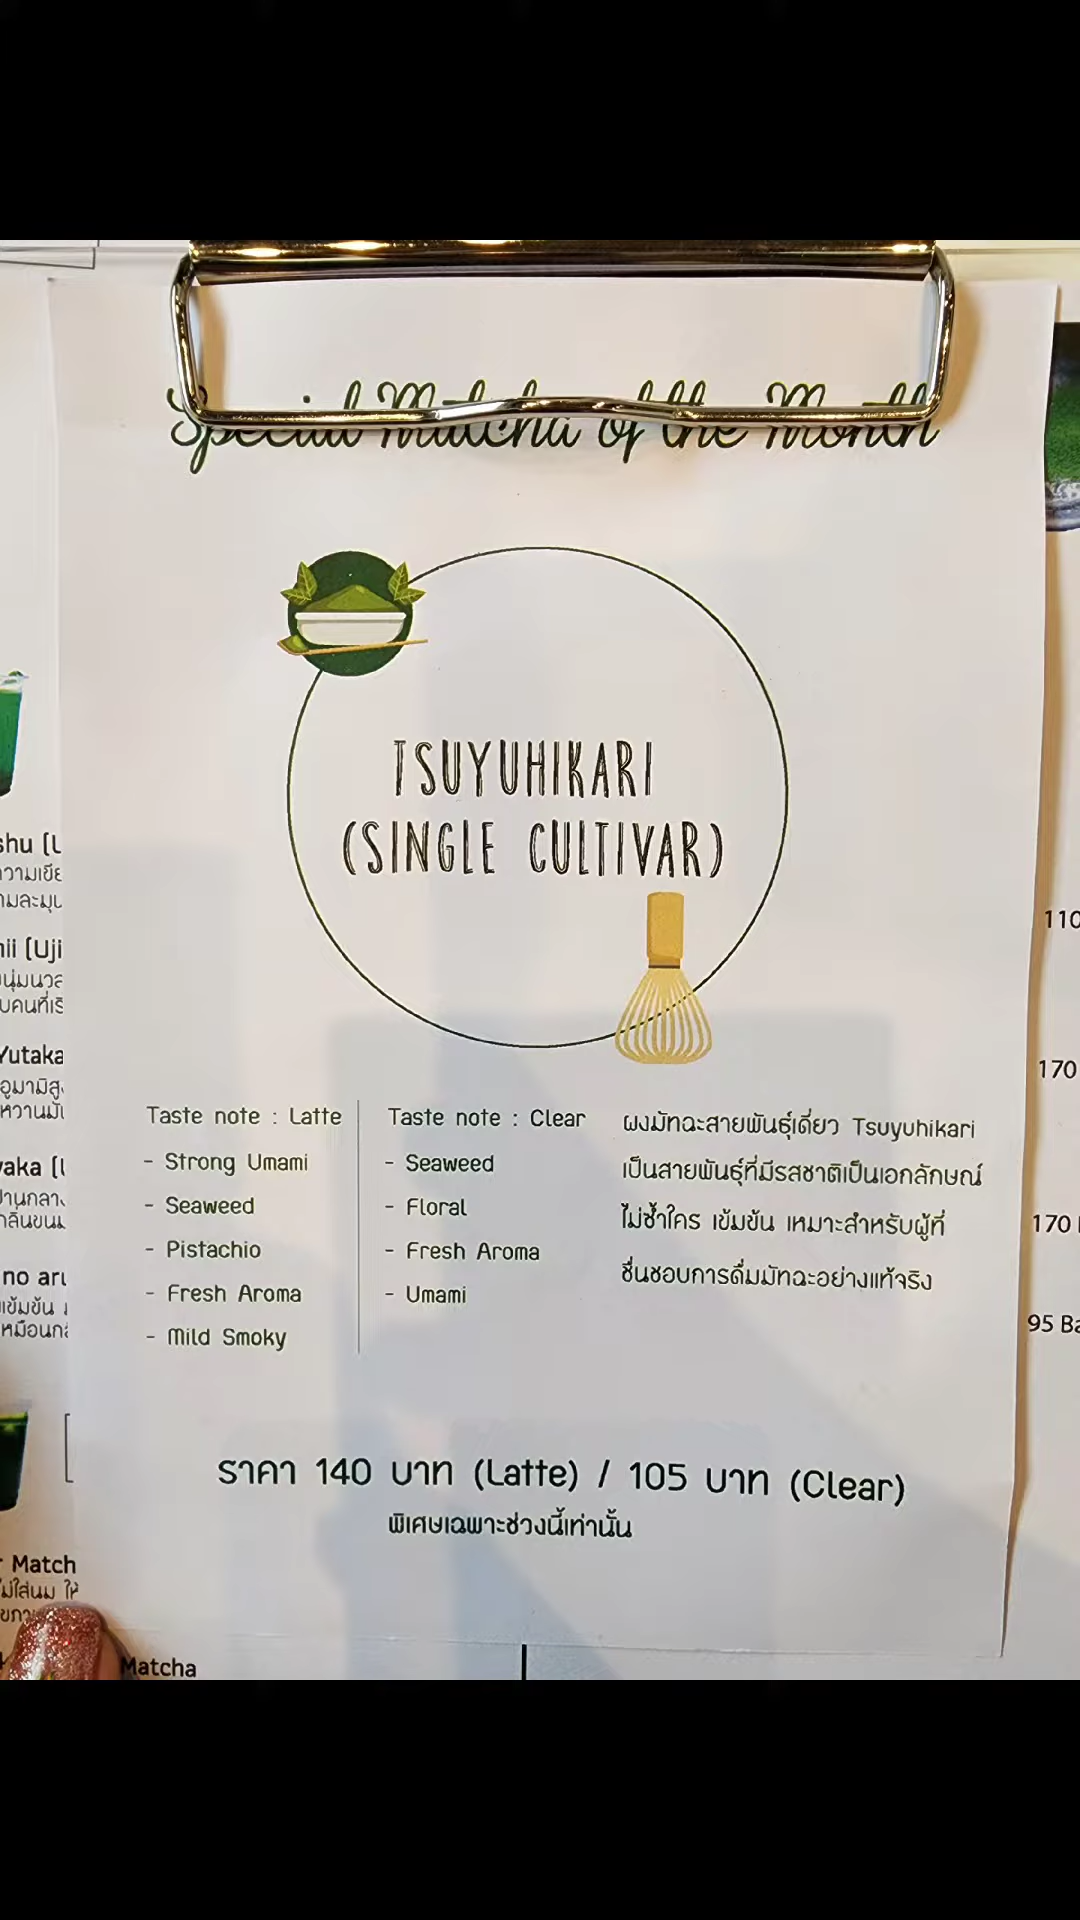 Special Matcha of the Month
TSUYUHIKARI
(SINGLE CULTIVAR)
Taste note : Latte
- Strong Umami
- Seaweed
- Pistachio
- Fresh Aroma
- Mild Smoky
Taste note : Clear
- Seaweed
- Floral
- Fresh Aroma
- Umami
ผงมัทฉะสายพันธุ์เดี่ยว Tsuyuhikari
เป็นสายพันธุ์ที่มีรสชาติเป็นเอกลักษณ์
ไม่ซ้ำใคร เข้มข้น เหมาะสำหรับผู้ที่
ชื่นชอบการดื่มมัทฉะอย่างแท้จริง
ราคา 140 บาท (Latte) / 105 บาท (Clear)
พิเศษเฉพาะช่วงนี้เท่านั้น
Yutaka
no
Matcha
110
170
170
95